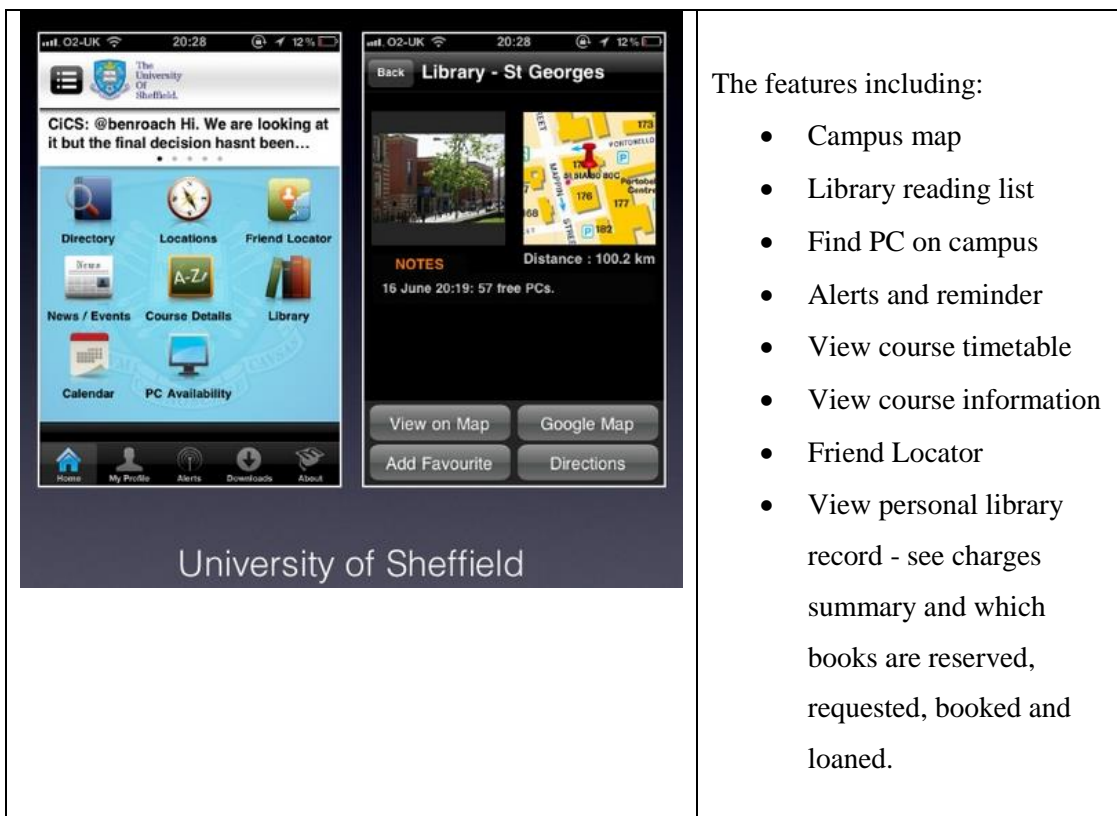 O2-UK 20:28 12%
The
University
Of
Sheffield.
CiCS: @benroach Hi. We are looking at
it but the final decision hasnt been...
Directory Locations Friend Locator
News
A-Z
News / Events Course Details Library
Calendar PC Availability
Home My Profile Alerts Downloads About
O2-UK 20:28 12%
Back Library - St Georges
173
PORTOBELLO
P
MAPPIN
STREET
176
177
168
P 182
NOTES
Distance : 100.2 km
16 June 20:19: 57 free PCs.
View on Map Google Map
Add Favourite Directions
University of Sheffield
The features including:
• Campus map
• Library reading list
• Find PC on campus
• Alerts and reminder
• View course timetable
• View course information
• Friend Locator
• View personal library
record - see charges
summary and which
books are reserved,
requested, booked and
loaned.